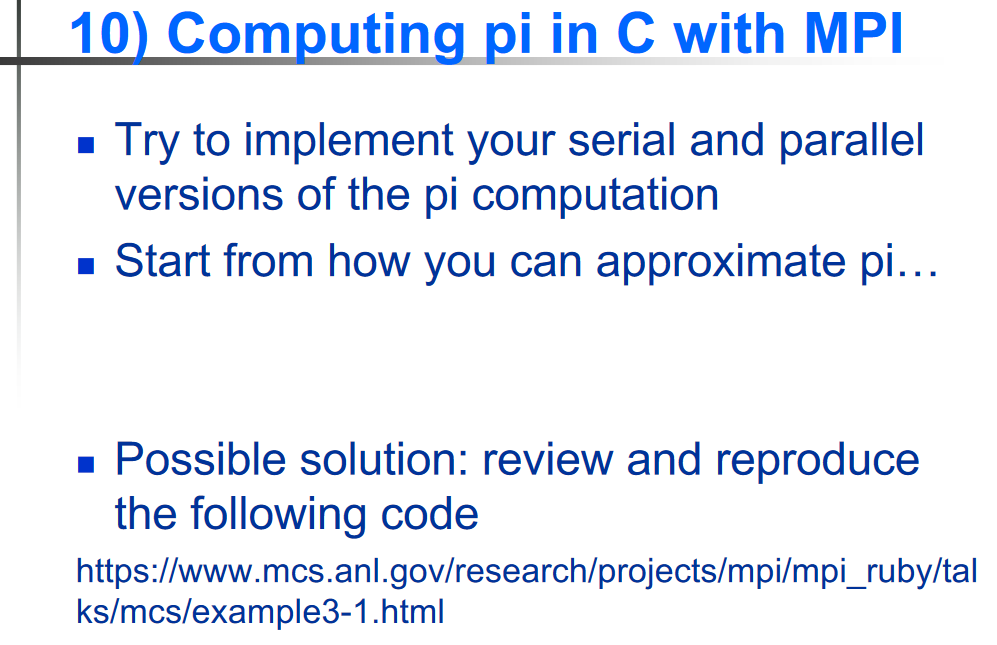 10) Computing pi in C with MPI
Try to implement your serial and parallel
versions of the pi computation
Start from how you can approximate pi…
Possible solution: review and reproduce
the following code
https://www.mcs.anl.gov/research/projects/mpi/mpi_ruby/tal
ks/mcs/example3-1.html